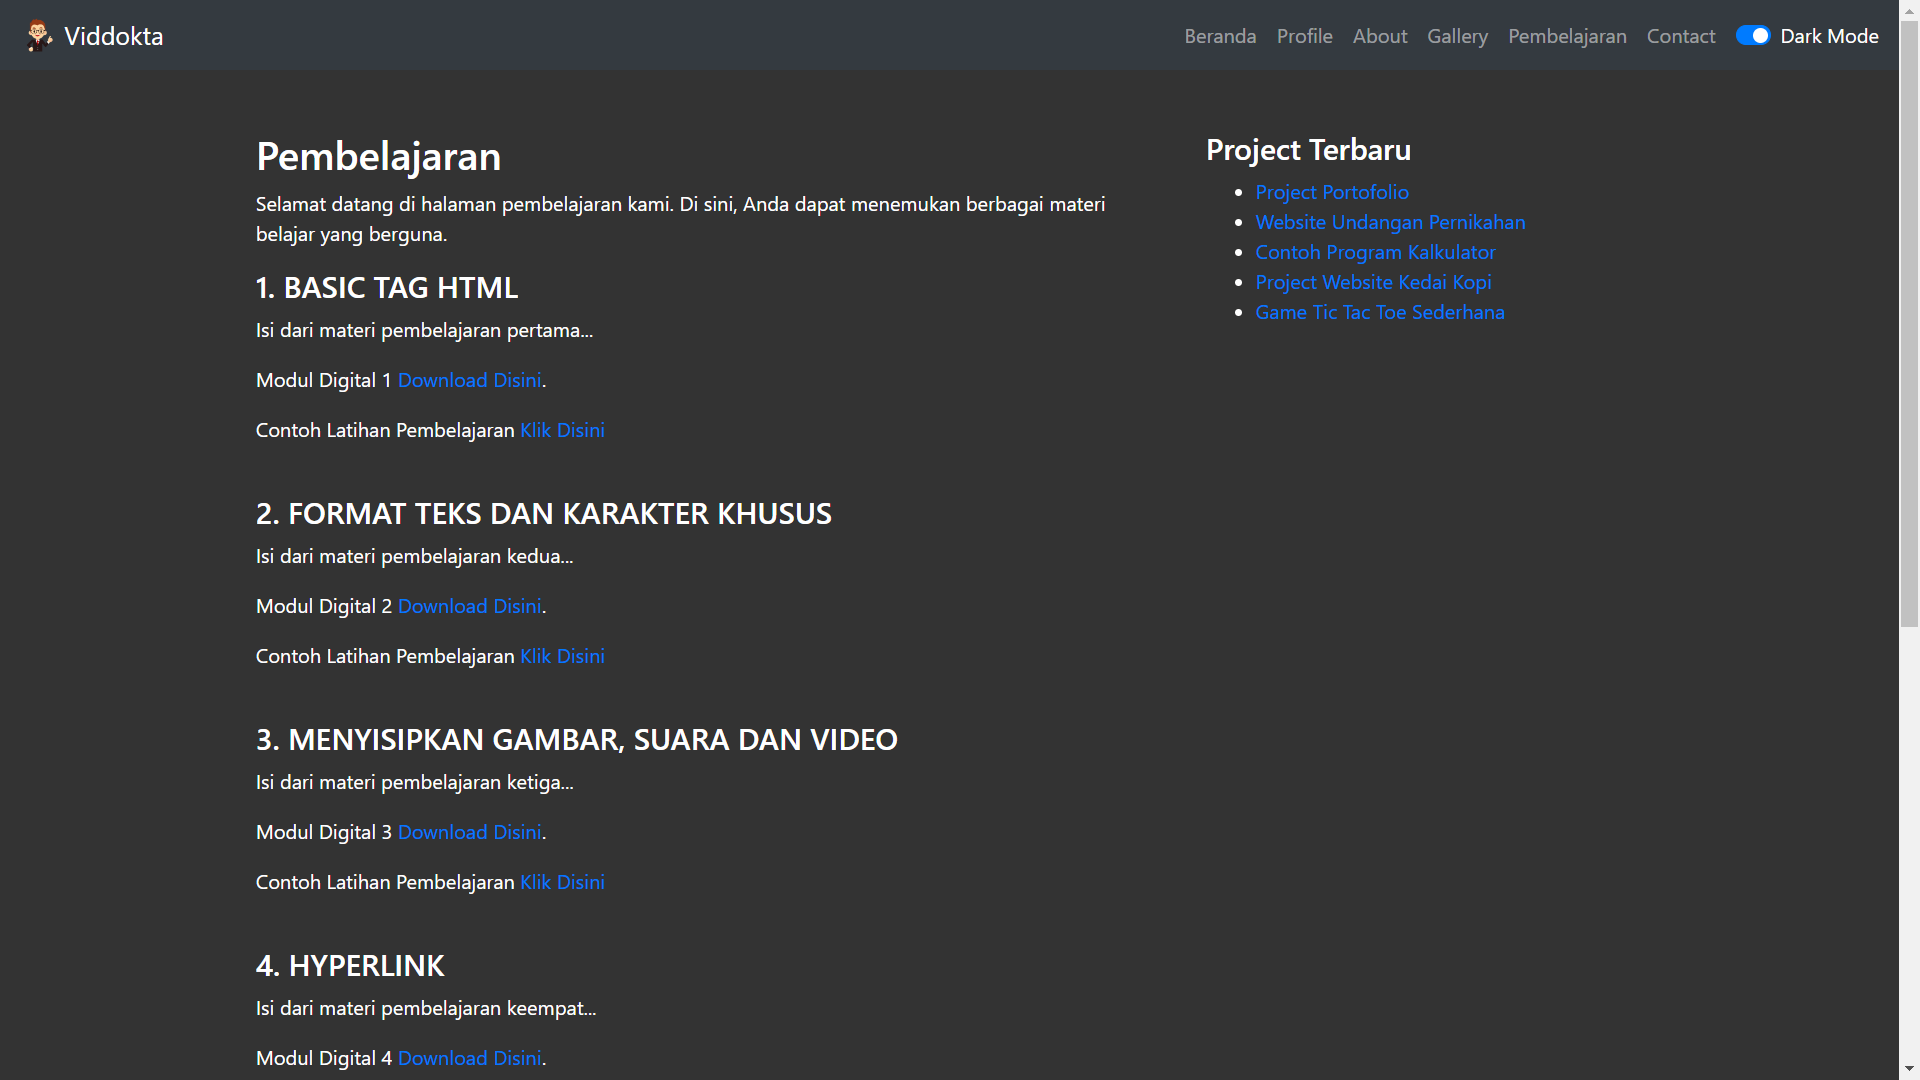 Viddokta
Beranda Profile About Gallery Pembelajaran Contact Dark Mode
Pembelajaran
Selamat datang di halaman pembelajaran kami. Di sini, Anda dapat menemukan berbagai materi
belajar yang berguna.
1. BASIC TAG HTML
Isi dari materi pembelajaran pertama...
Modul Digital 1 Download Disini.
Contoh Latihan Pembelajaran Klik Disini
2. FORMAT TEKS DAN KARAKTER KHUSUS
Isi dari materi pembelajaran kedua...
Modul Digital 2 Download Disini.
Contoh Latihan Pembelajaran Klik Disini
3. MENYISIPKAN GAMBAR, SUARA DAN VIDEO
Isi dari materi pembelajaran ketiga...
Modul Digital 3 Download Disini.
Contoh Latihan Pembelajaran Klik Disini
4. HYPERLINK
Isi dari materi pembelajaran keempat...
Modul Digital 4 Download Disini.
Project Terbaru
Project Portofolio
Website Undangan Pernikahan
Contoh Program Kalkulator
Project Website Kedai Kopi
Game Tic Tac Toe Sederhana